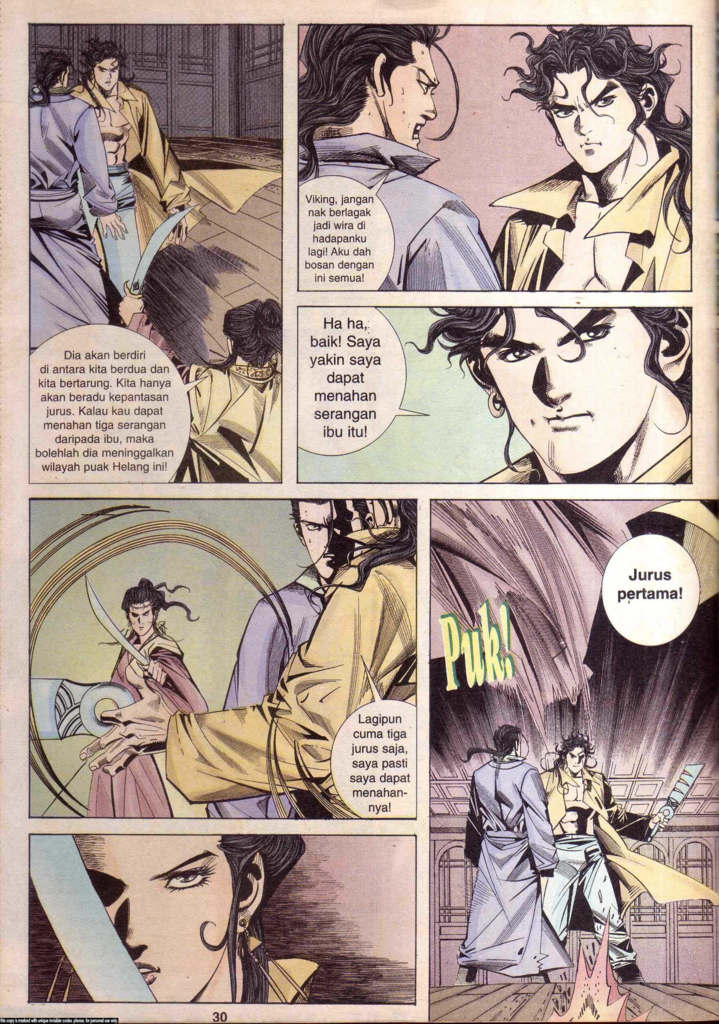 Dia akan berdiri
di antara kita berdua dan
kita bertarung. Kita hanya
akan beradu kepantasan
jurus. Kalau kau dapat
menahan tiga serangan
daripada ibu, maka
bolehlah dia meninggalkan
wilayah puak Helang ini!
Viking, jangan
nak berlagak
jadi wira di
hadapanku
lagi! Aku dah
bosan dengan
ini semua!
Ha ha,
baik! Saya
yakin saya
dapat
menahan
serangan
ibu itu!
Lagipun
cuma tiga
jurus saja,
saya pasti
saya dapat
menahan-
nya!
Jurus
pertama!
Puk!
30